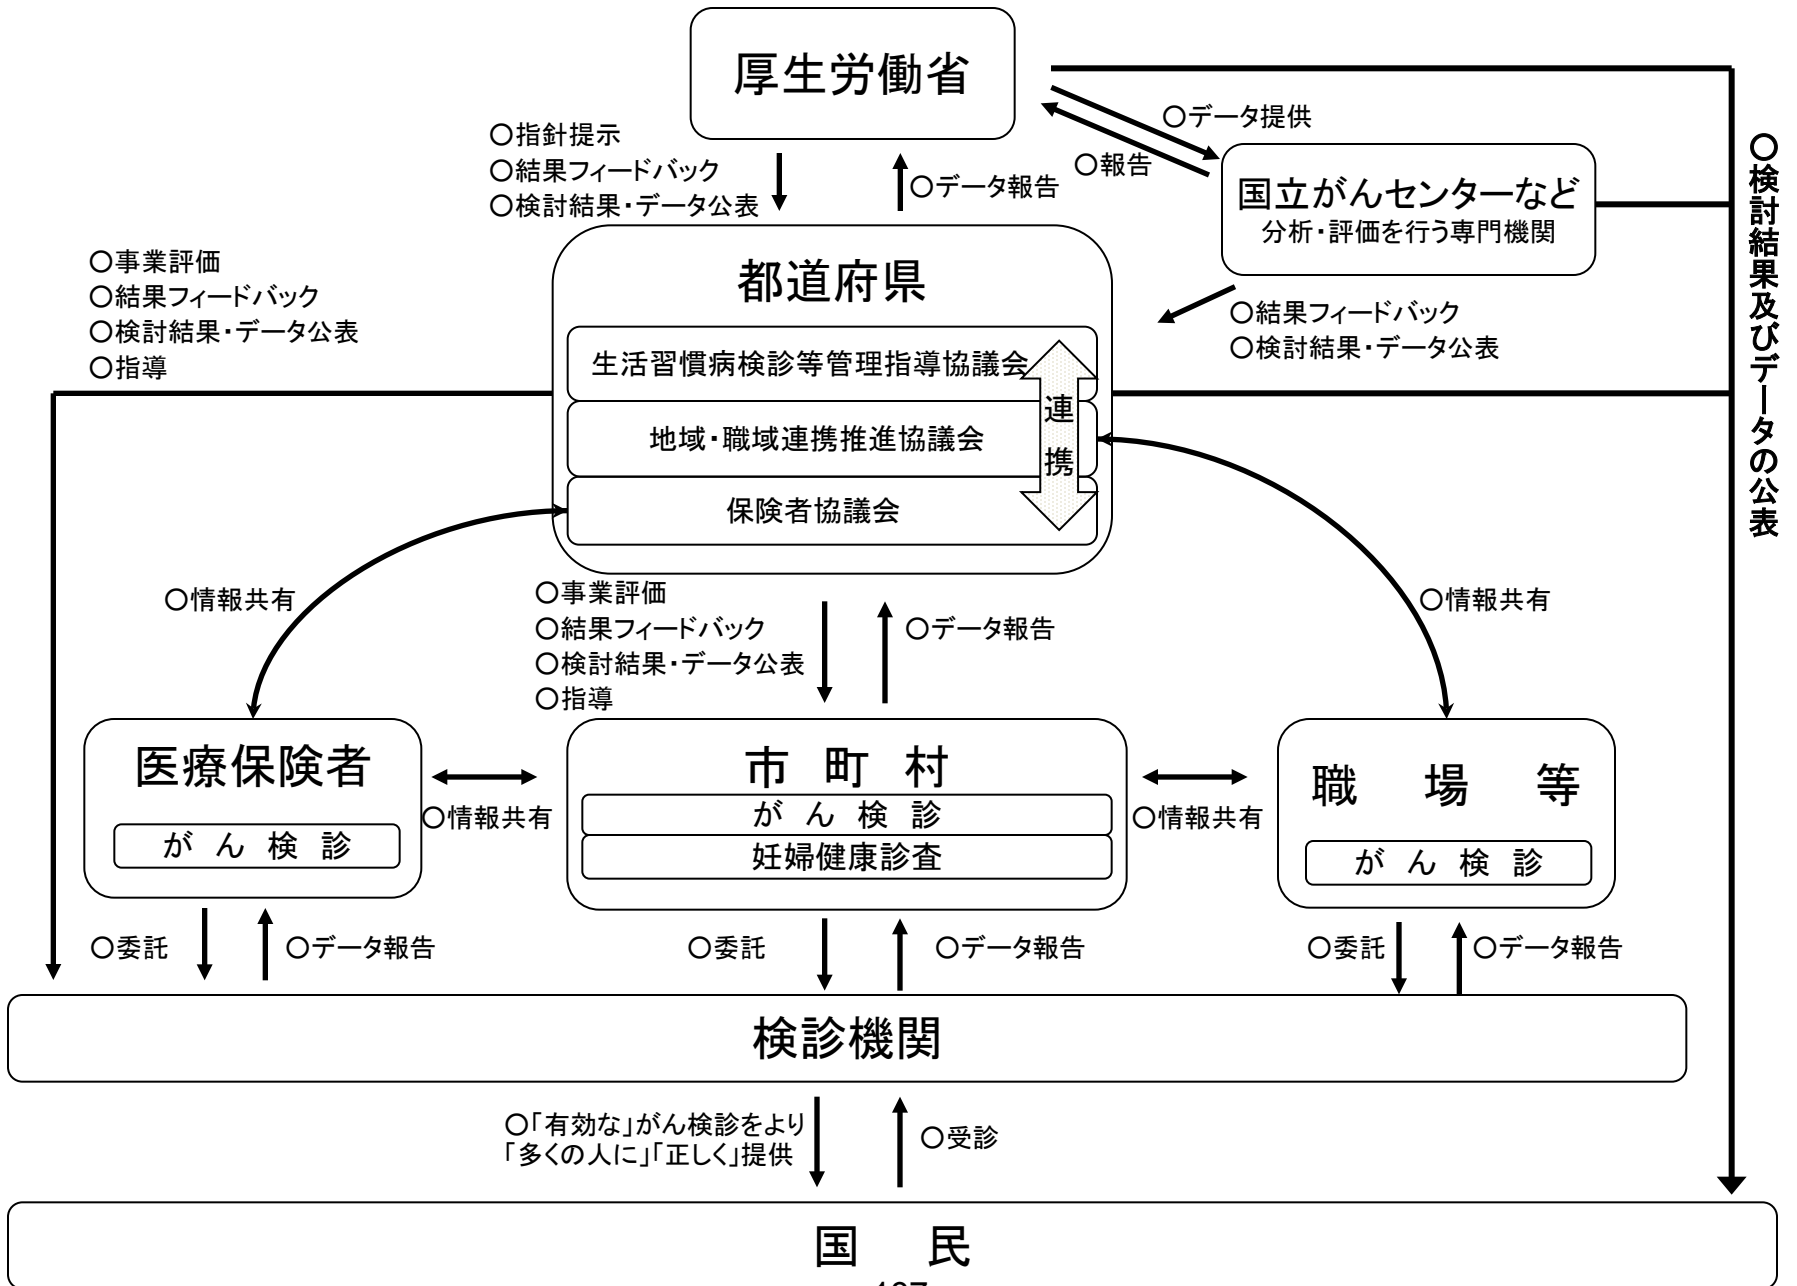 厚生労働省
○指針提示
○結果フィードバック
○検討結果・データ公表
○データ報告
○データ提供
○報告
国立がんセンターなど
分析・評価を行う専門機関
○結果フィードバック
○検討結果・データ公表
○検討結果及びデータの公表
○事業評価
○結果フィードバック
○検討結果・データ公表
○指導
都道府県
生活習慣病検診等管理指導協議会
地域・職域連携推進協議会
保険者協議会
連携
○情報共有
○事業評価
○結果フィードバック
○検討結果・データ公表
○指導
○データ報告
○情報共有
医療保険者
がん検診
○情報共有
市町村
がん検診
妊婦健康診査
○情報共有
職場等
がん検診
○委託
○データ報告
○委託
○データ報告
○委託
○データ報告
検診機関
○「有効な」がん検診をより
「多くの人に」「正しく」提供
○受診
国民